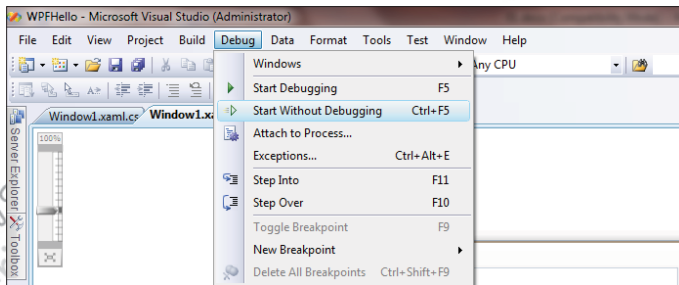 WPFHello - Microsoft Visual Studio (Administrator)
File Edit View Project Build Debug Data Format Tools Test Window Help
Windows
Any CPU
Start Debugging F5
Window1.xaml.cs Window1.xa
Start Without Debugging Ctrl+F5
Attach to Process...
100%
Exceptions... Ctrl+Alt+E
Step Into F11
Step Over F10
Toggle Breakpoint F9
New Breakpoint
Delete All Breakpoints Ctrl+Shift+F9
Server Explorer
Toolbox